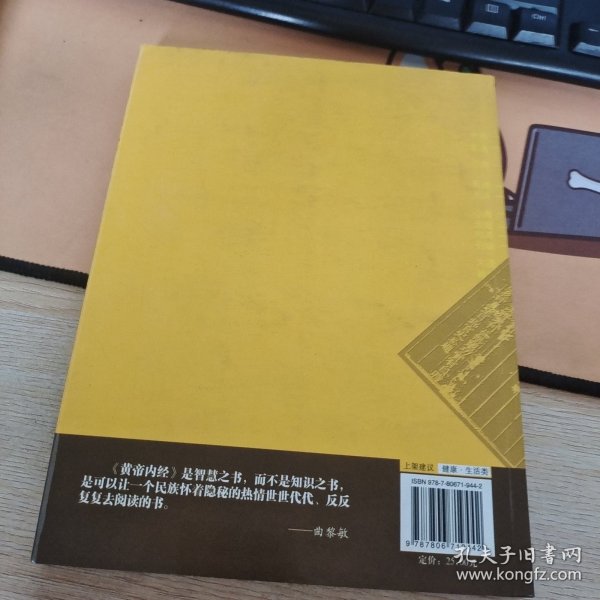 上架建议 健康·生活类
ISBN 978-7-80671-944-2
《黄帝内经》是智慧之书,而不是知识之书,
是可以让一个民族怀着隐秘的热情世世代代、反反
复复去阅读的书。
——曲黎敏
定价:
孔夫子旧书网
www.kongfz.com